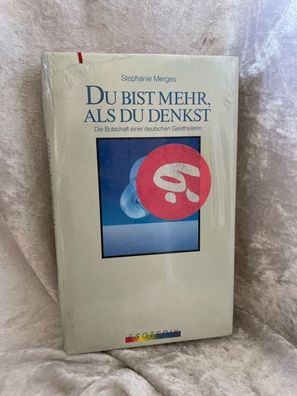 Stephanie Merges
DU BIST MEHR,
ALS DU DENKST
Die Botschaft einer deutschen Geistheilerin
ESOTERIK